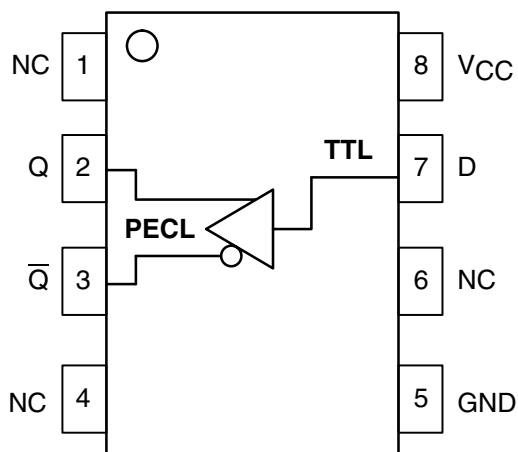 NC 1 8 VCC
TTL
Q 2 7 D
PECL
Q̅ 3 6 NC
NC 4 5 GND